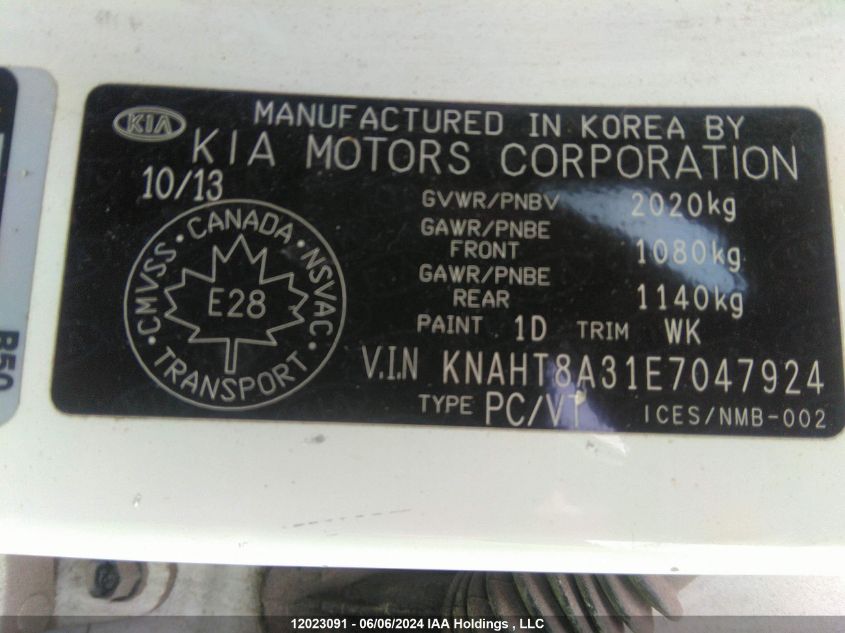 KIA
MANUFACTURED IN KOREA BY
KIA MOTORS CORPORATION
10/13
GVWR/PNBV 2020kg
GAWR/PNBE
FRONT 1080kg
GAWR/PNBE
REAR 1140kg
PAINT 1D TRIM WK
V.I.N KNAHT8A31E7047924
TYPE PC/VT ICES/NMB-002
CMVSS • CANADA • NSVAC • TRANSPORT •
E28
B50
12023091 - 06/06/2024 IAA Holdings , LLC